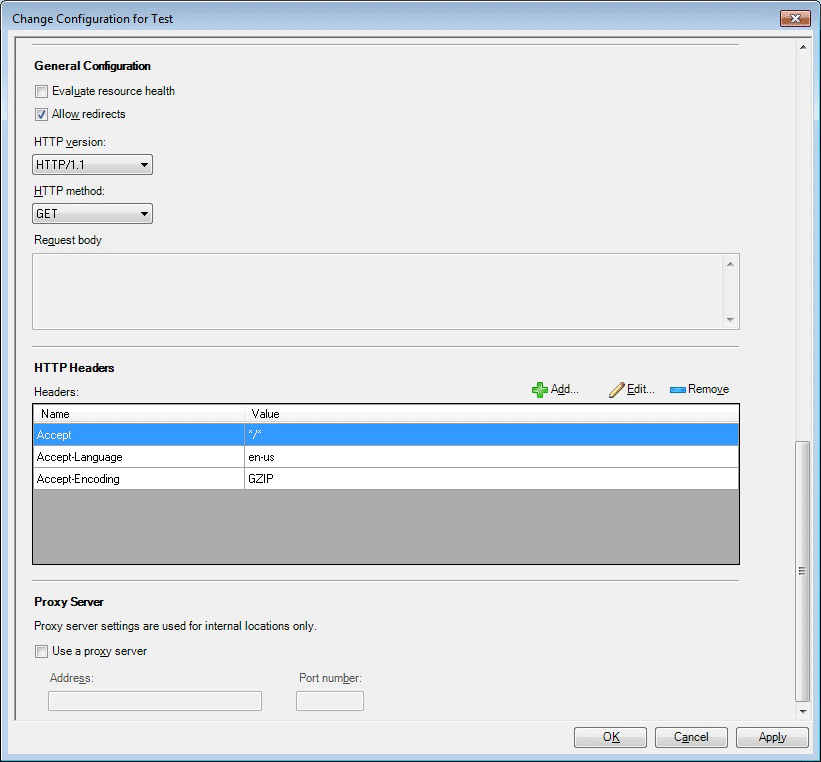 Change Configuration for Test
General Configuration
Evaluate resource health
Allow redirects
HTTP version:
HTTP/1.1
HTTP method:
GET
Request body
HTTP Headers
Headers:
Add...
Edit...
Remove
Name Value
Accept */*
Accept-Language en-us
Accept-Encoding GZIP
Proxy Server
Proxy server settings are used for internal locations only.
Use a proxy server
Address: Port number:
OK Cancel Apply